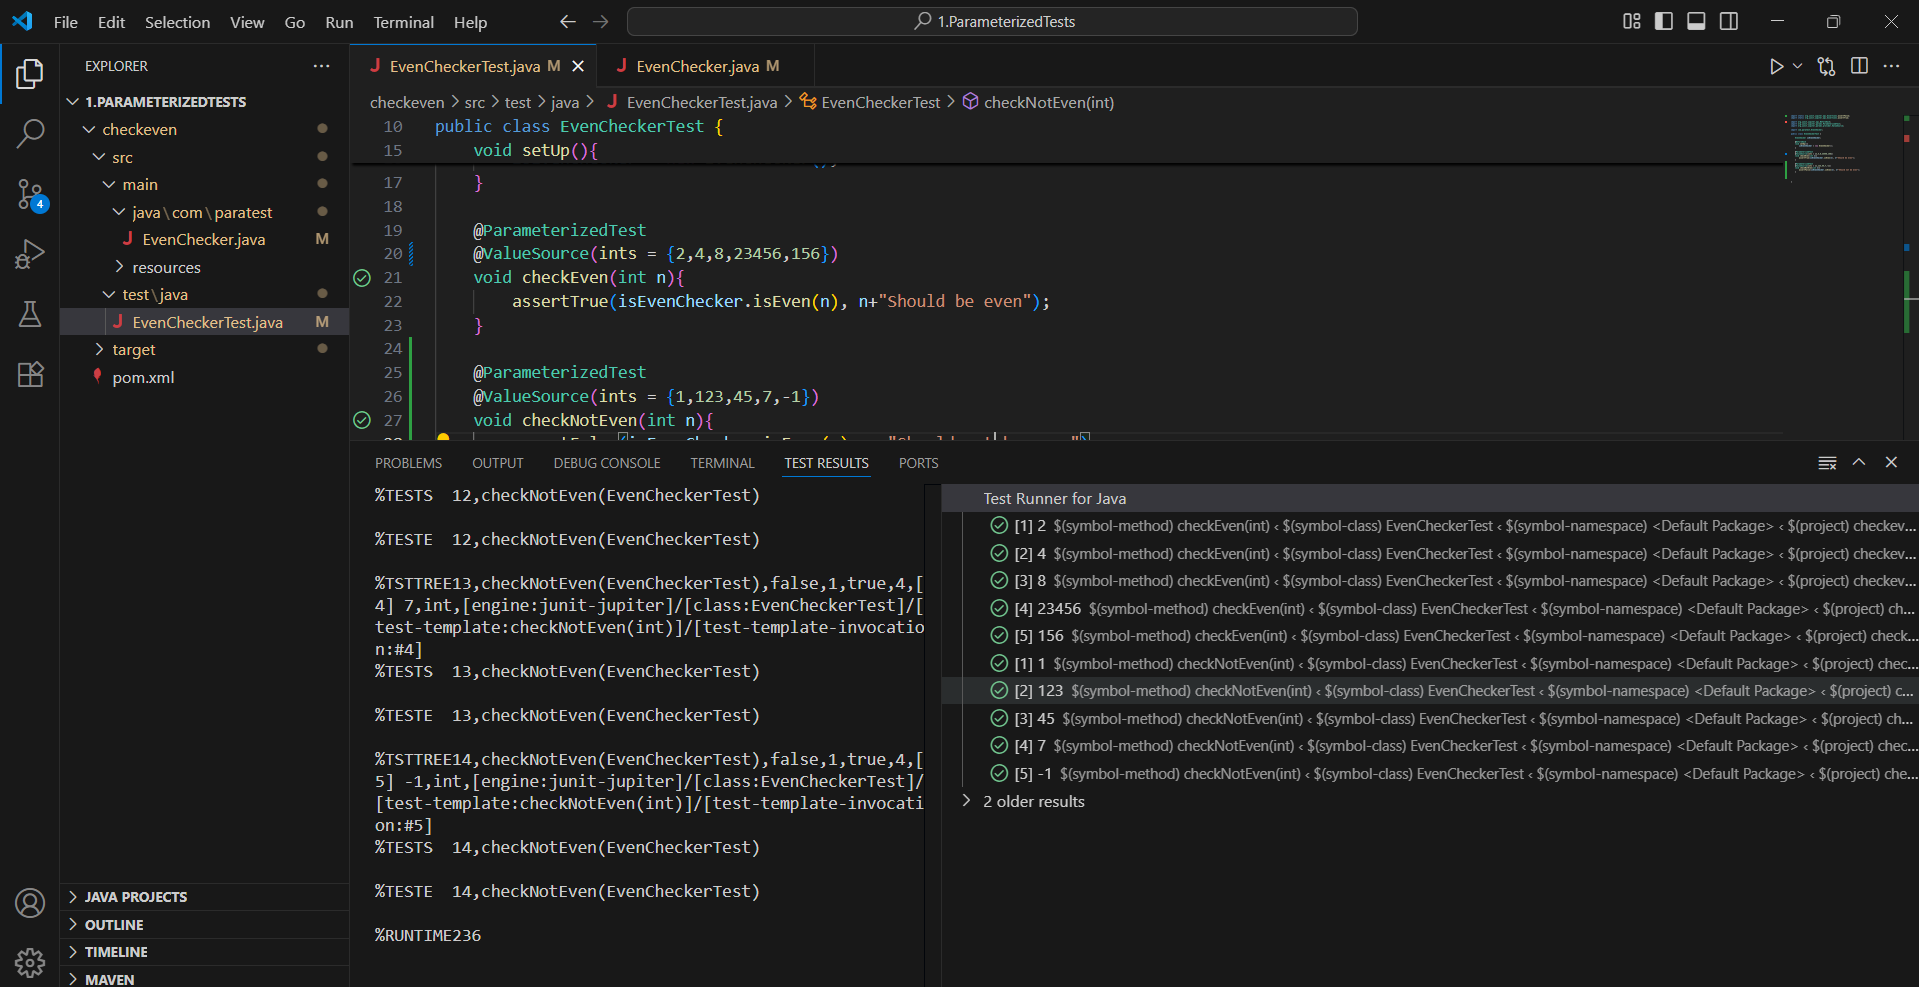 File Edit Selection View Go Run Terminal Help
1.ParameterizedTests
EXPLORER
1.PARAMETERIZEDTESTS
checkeven
src
main
java\com\paratest
EvenChecker.java M
resources
test\java
EvenCheckerTest.java M
target
pom.xml
4
JAVA PROJECTS
OUTLINE
TIMELINE
MAVEN
EvenCheckerTest.java M
EvenChecker.java M
checkeven > src > test > java > EvenCheckerTest.java > EvenCheckerTest > checkNotEven(int)
10 public class EvenCheckerTest {
15 void setUp(){
17 }
18
19 @ParameterizedTest
20 @ValueSource(ints = {2,4,8,23456,156})
21 void checkEven(int n){
22 assertTrue(isEvenChecker.isEven(n), n+"Should be even");
23 }
24
25 @ParameterizedTest
26 @ValueSource(ints = {1,123,45,7,-1})
27 void checkNotEven(int n){
PROBLEMS OUTPUT DEBUG CONSOLE TERMINAL TEST RESULTS PORTS
%TESTS 12,checkNotEven(EvenCheckerTest)
%TESTE 12,checkNotEven(EvenCheckerTest)
%TSTTREE13,checkNotEven(EvenCheckerTest),false,1,true,4,[
4] 7,int,[engine:junit-jupiter]/[class:EvenCheckerTest]/[
test-template:checkNotEven(int)]/[test-template-invocatio
n:#4]
%TESTS 13,checkNotEven(EvenCheckerTest)
%TESTE 13,checkNotEven(EvenCheckerTest)
%TSTTREE14,checkNotEven(EvenCheckerTest),false,1,true,4,[
5] -1,int,[engine:junit-jupiter]/[class:EvenCheckerTest]/
[test-template:checkNotEven(int)]/[test-template-invocati
on:#5]
%TESTS 14,checkNotEven(EvenCheckerTest)
%TESTE 14,checkNotEven(EvenCheckerTest)
%RUNTIME236
Test Runner for Java
[1] 2 $(symbol-method) checkEven(int) ‹ $(symbol-class) EvenCheckerTest ‹ $(symbol-namespace) <Default Package> ‹ $(project) checkev...
[2] 4 $(symbol-method) checkEven(int) ‹ $(symbol-class) EvenCheckerTest ‹ $(symbol-namespace) <Default Package> ‹ $(project) checkev...
[3] 8 $(symbol-method) checkEven(int) ‹ $(symbol-class) EvenCheckerTest ‹ $(symbol-namespace) <Default Package> ‹ $(project) checkev...
[4] 23456 $(symbol-method) checkEven(int) ‹ $(symbol-class) EvenCheckerTest ‹ $(symbol-namespace) <Default Package> ‹ $(project) ch...
[5] 156 $(symbol-method) checkEven(int) ‹ $(symbol-class) EvenCheckerTest ‹ $(symbol-namespace) <Default Package> ‹ $(project) check...
[1] 1 $(symbol-method) checkNotEven(int) ‹ $(symbol-class) EvenCheckerTest ‹ $(symbol-namespace) <Default Package> ‹ $(project) chec...
[2] 123 $(symbol-method) checkNotEven(int) ‹ $(symbol-class) EvenCheckerTest ‹ $(symbol-namespace) <Default Package> ‹ $(project) c...
[3] 45 $(symbol-method) checkNotEven(int) ‹ $(symbol-class) EvenCheckerTest ‹ $(symbol-namespace) <Default Package> ‹ $(project) ch...
[4] 7 $(symbol-method) checkNotEven(int) ‹ $(symbol-class) EvenCheckerTest ‹ $(symbol-namespace) <Default Package> ‹ $(project) chec...
[5] -1 $(symbol-method) checkNotEven(int) ‹ $(symbol-class) EvenCheckerTest ‹ $(symbol-namespace) <Default Package> ‹ $(project) che...
2 older results